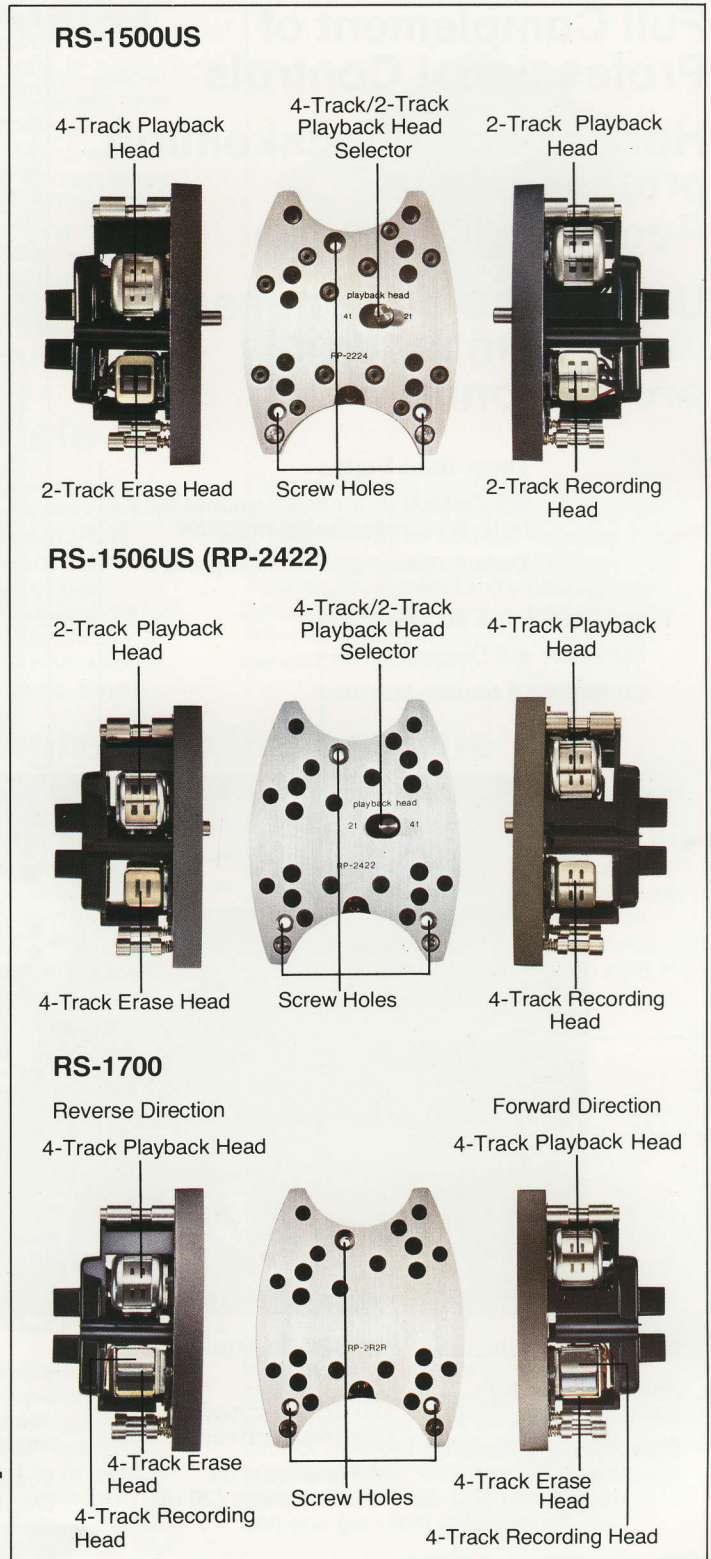 RS-1500US
4-Track Playback
Head
4-Track/2-Track
Playback Head
Selector
2-Track Playback
Head
playback head
4t 2t
RP-2224
2-Track Erase Head
Screw Holes
2-Track Recording
Head
RS-1506US (RP-2422)
2-Track Playback
Head
4-Track/2-Track
Playback Head
Selector
4-Track Playback
Head
playback head
2t 4t
RP-2422
4-Track Erase Head
Screw Holes
4-Track Recording
Head
RS-1700
Reverse Direction
Forward Direction
4-Track Playback Head
4-Track Playback Head
RP-2R2R
4-Track Erase
Head
4-Track Recording
Head
Screw Holes
4-Track Erase
Head
4-Track Recording Head